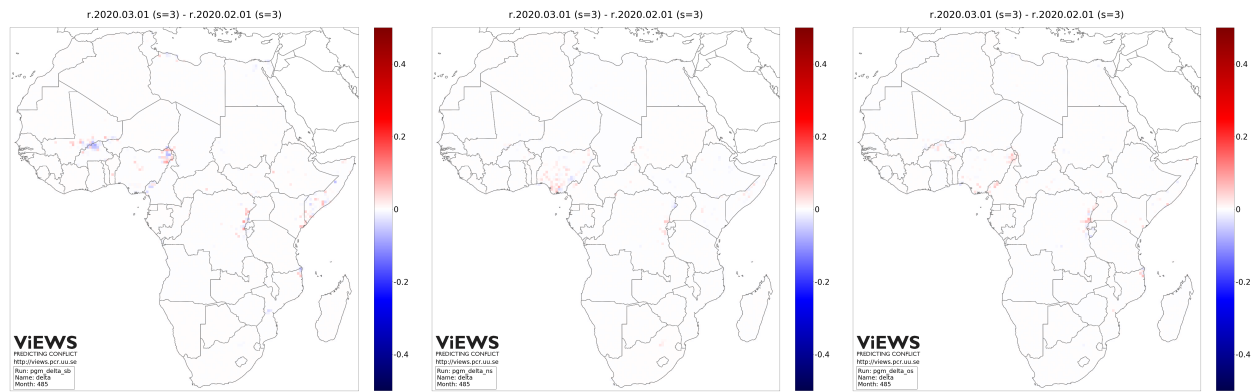 r.2020.03.01 (s=3) - r.2020.02.01 (s=3)
0.4
0.2
0
-0.2
-0.4
ViEWS
PREDICTING CONFLICT
http://views.pcr.uu.se
Run: pgm_delta_sb
Name: delta
Month: 485
r.2020.03.01 (s=3) - r.2020.02.01 (s=3)
0.4
0.2
0
-0.2
-0.4
ViEWS
PREDICTING CONFLICT
http://views.pcr.uu.se
Run: pgm_delta_ns
Name: delta
Month: 485
r.2020.03.01 (s=3) - r.2020.02.01 (s=3)
0.4
0.2
0
-0.2
-0.4
ViEWS
PREDICTING CONFLICT
http://views.pcr.uu.se
Run: pgm_delta_os
Name: delta
Month: 485